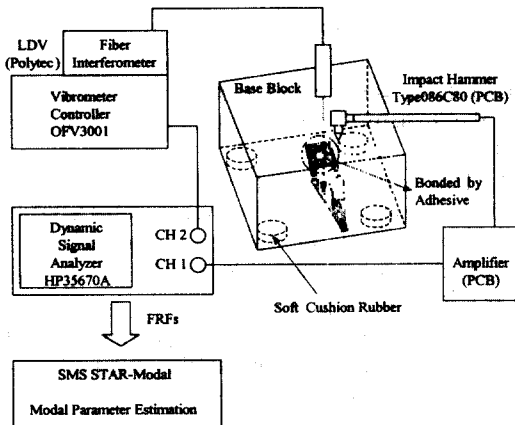 LDV
(Polytec)
Fiber
Interferometer
Vibrometer
Controller
OFV3001
Base Block
Impact Hammer
Type086C80 (PCB)
Bonded by
Adhesive
Dynamic
Signal
Analyzer
HP35670A
CH 2
CH 1
Amplifier
(PCB)
Soft Cushion Rubber
FRFs
SMS STAR-Modal
Modal Parameter Estimation